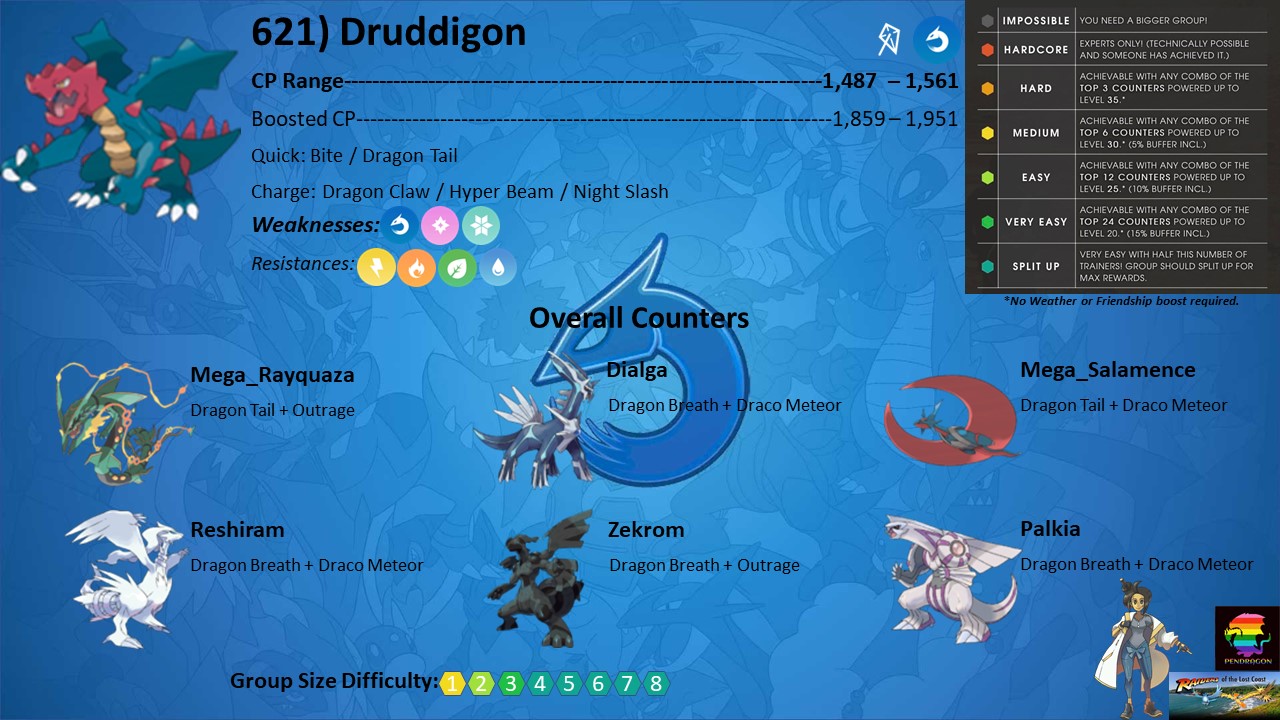 621) Druddigon
CP Range---1,487 – 1,561
Boosted CP---1,859 – 1,951
Quick: Bite / Dragon Tail
Charge: Dragon Claw / Hyper Beam / Night Slash
Weaknesses:
Resistances:
IMPOSSIBLE YOU NEED A BIGGER GROUP!
HARDCORE EXPERTS ONLY! (TECHNICALLY POSSIBLE
AND SOMEONE HAS ACHIEVED IT.)
HARD ACHIEVABLE WITH ANY COMBO OF THE
TOP 3 COUNTERS POWERED UP TO
LEVEL 35.*
MEDIUM ACHIEVABLE WITH ANY COMBO OF THE
TOP 6 COUNTERS POWERED UP TO
LEVEL 30.* (5% BUFFER INCL.)
EASY ACHIEVABLE WITH ANY COMBO OF THE
TOP 12 COUNTERS POWERED UP TO
LEVEL 25.* (10% BUFFER INCL.)
VERY EASY ACHIEVABLE WITH ANY COMBO OF THE
TOP 24 COUNTERS POWERED UP TO
LEVEL 20.* (15% BUFFER INCL.)
SPLIT UP VERY EASY WITH HALF THIS NUMBER OF
TRAINERS! GROUP SHOULD SPLIT UP FOR
MAX REWARDS.
*No Weather or Friendship boost required.
Overall Counters
Mega_Rayquaza
Dragon Tail + Outrage
Dialga
Dragon Breath + Draco Meteor
Mega_Salamence
Dragon Tail + Draco Meteor
Reshiram
Dragon Breath + Draco Meteor
Zekrom
Dragon Breath + Outrage
Palkia
Dragon Breath + Draco Meteor
Group Size Difficulty: 1 2 3 4 5 6 7 8
PENDRAGON
RAIDERS of the Lost Coast